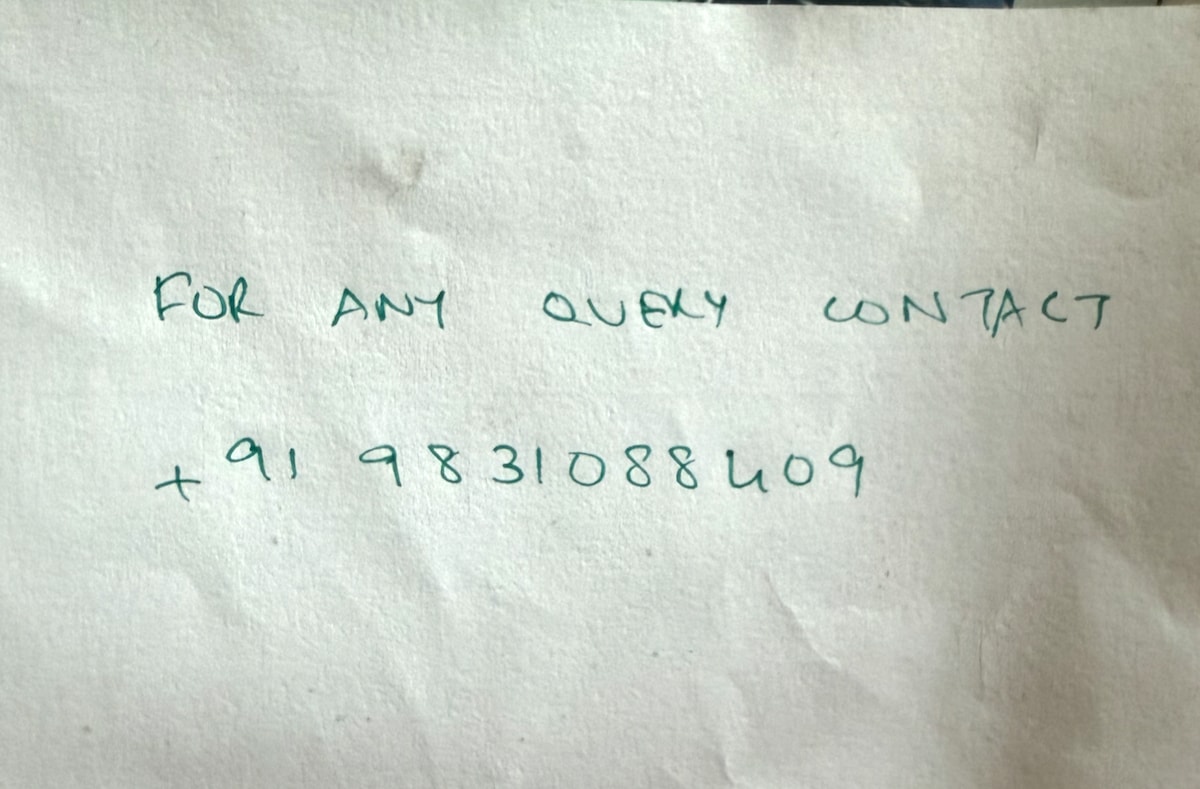 FOR ANY QUERY CONTACT
+91 9831088409